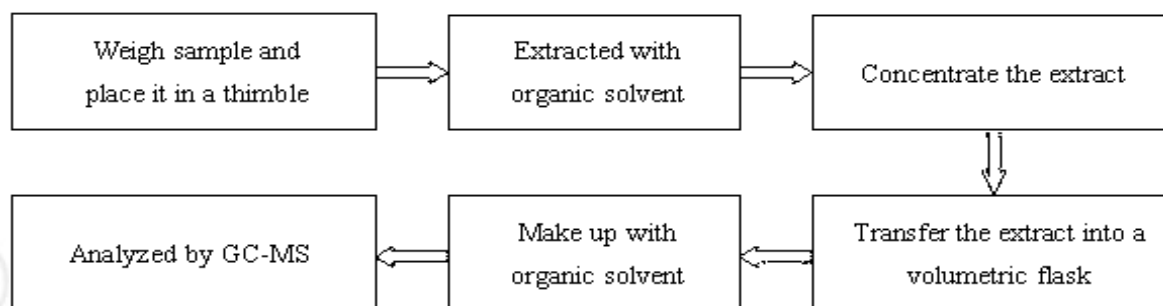 Weigh sample and
place it in a thimble
Extracted with
organic solvent
Concentrate the extract
Transfer the extract into a
volumetric flask
Make up with
organic solvent
Analyzed by GC-MS